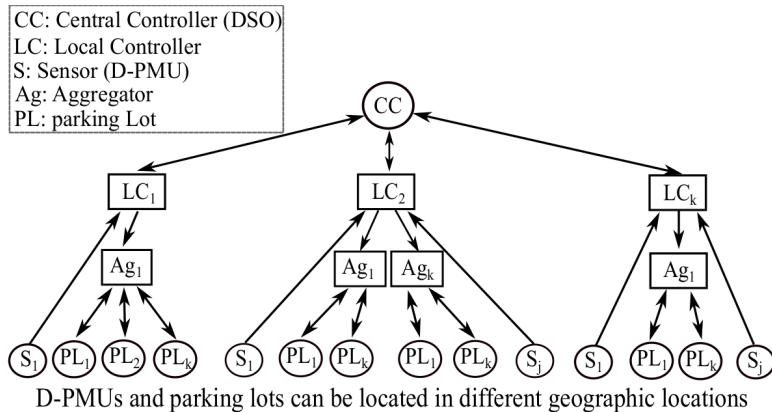 CC: Central Controller (DSO)
LC: Local Controller
S: Sensor (D-PMU)
Ag: Aggregator
PL: parking Lot
CC
LC₁ LC₂ LCₖ
Ag₁ Ag₁ Agₖ Ag₁
S₁ PL₁ PL₂ PLₖ S₁ PL₁ PLₖ PL₁ PLₖ Sⱼ S₁ PL₁ PLₖ Sⱼ
D-PMUs and parking lots can be located in different geographic locations